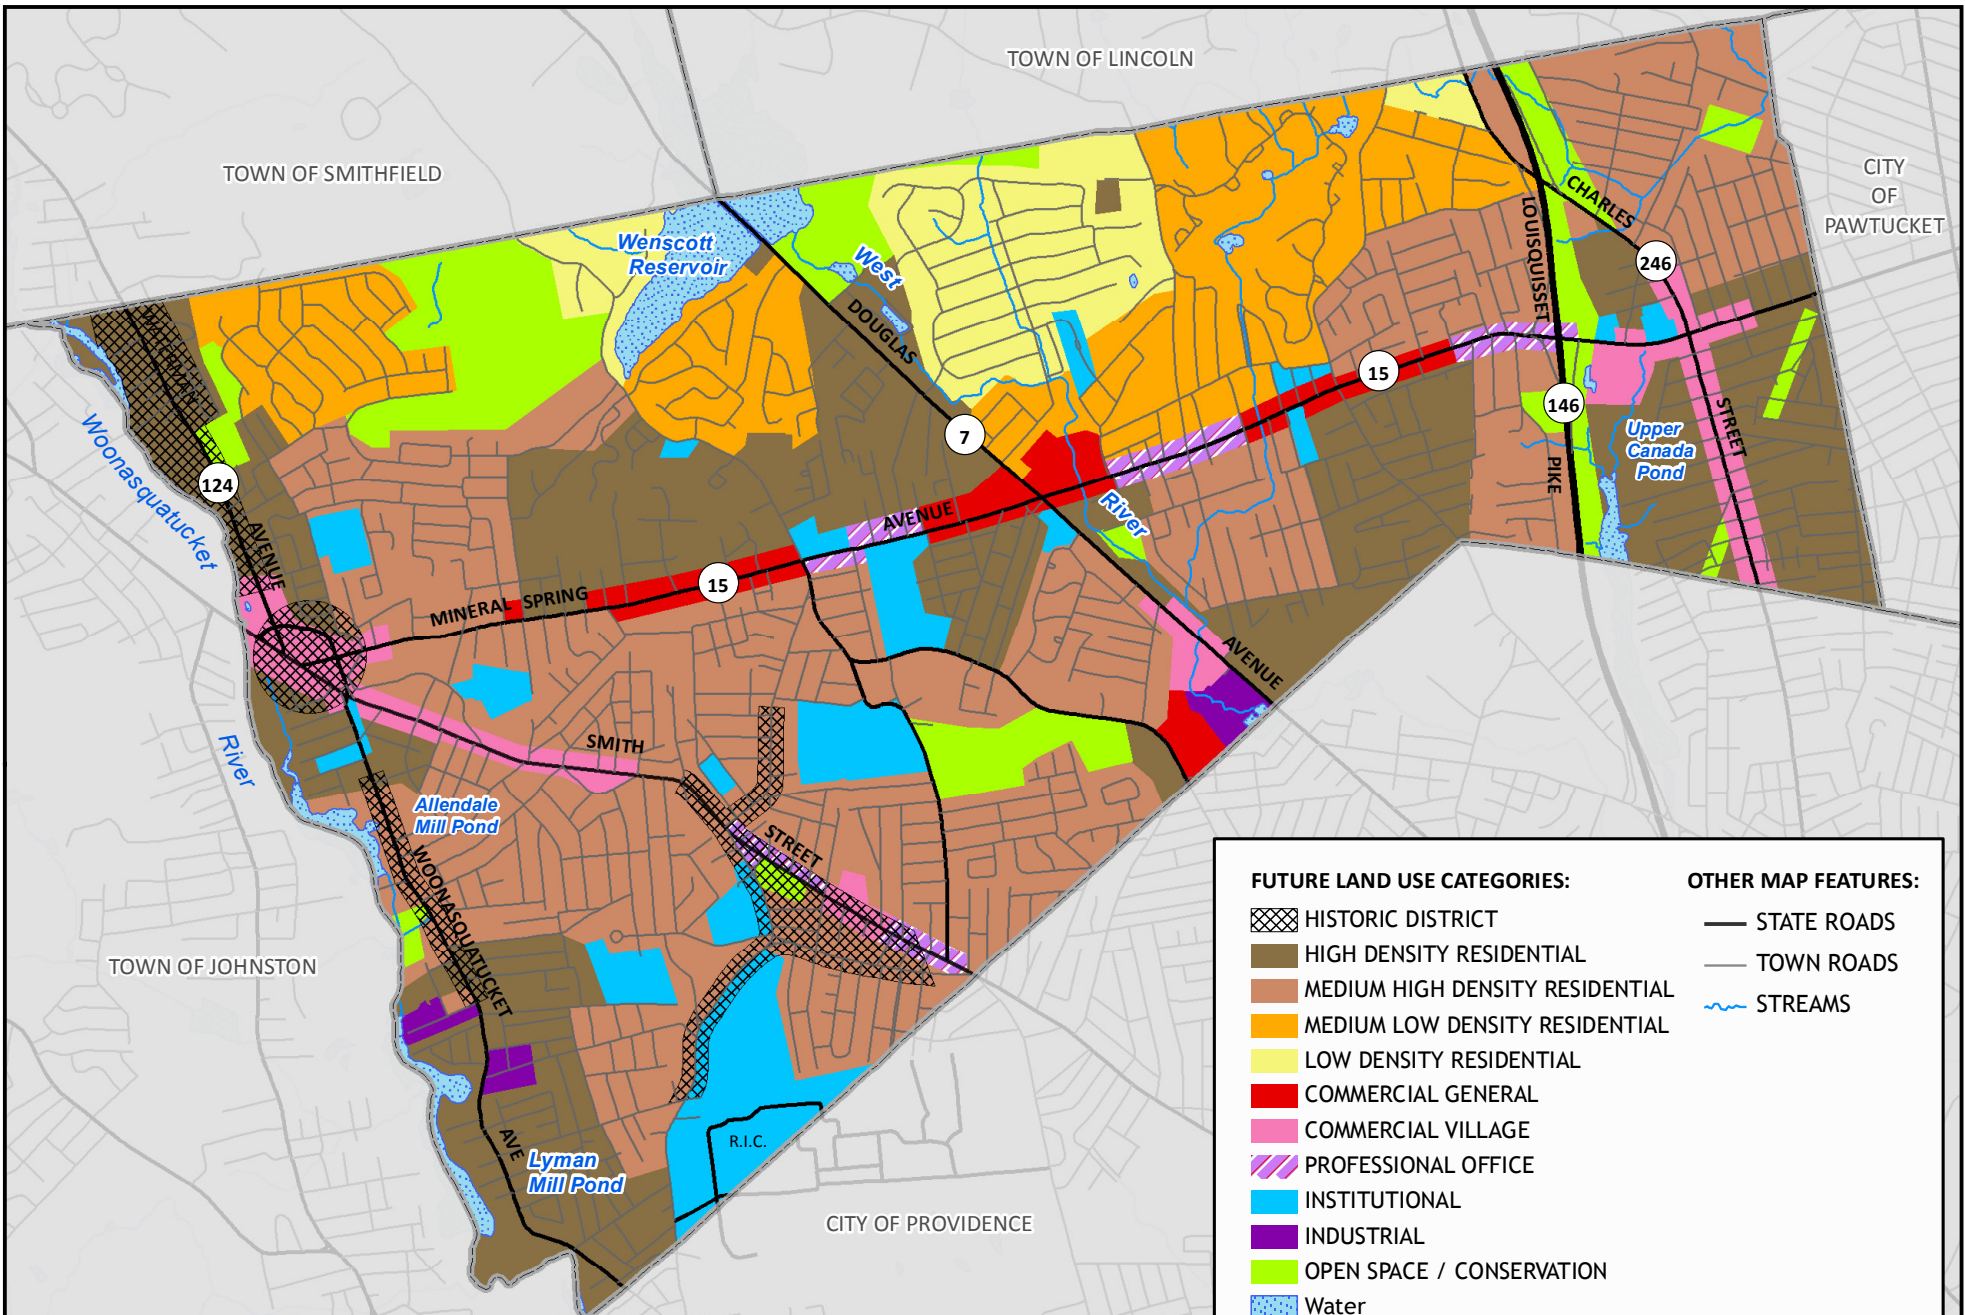 TOWN OF LINCOLN
TOWN OF SMITHFIELD
CITY
OF
PAWTUCKET
CHARLES
LOUISQUISSET
246
Wenscott
Reservoir
West
DOUGLAS
WATERMAN
15
146
7
STREET
Upper
Canada
Pond
PIKE
Woonasquatucket
124
AVENUE
AVENUE
River
15
MINERAL SPRING
AVENUE
River
SMITH
Allendale
Mill Pond
STREET
WOONASQUATUCKET
TOWN OF JOHNSTON
R.I.C.
AVE
Lyman
Mill Pond
CITY OF PROVIDENCE
FUTURE LAND USE CATEGORIES:
HISTORIC DISTRICT
HIGH DENSITY RESIDENTIAL
MEDIUM HIGH DENSITY RESIDENTIAL
MEDIUM LOW DENSITY RESIDENTIAL
LOW DENSITY RESIDENTIAL
COMMERCIAL GENERAL
COMMERCIAL VILLAGE
PROFESSIONAL OFFICE
INSTITUTIONAL
INDUSTRIAL
OPEN SPACE / CONSERVATION
Water
OTHER MAP FEATURES:
STATE ROADS
TOWN ROADS
STREAMS